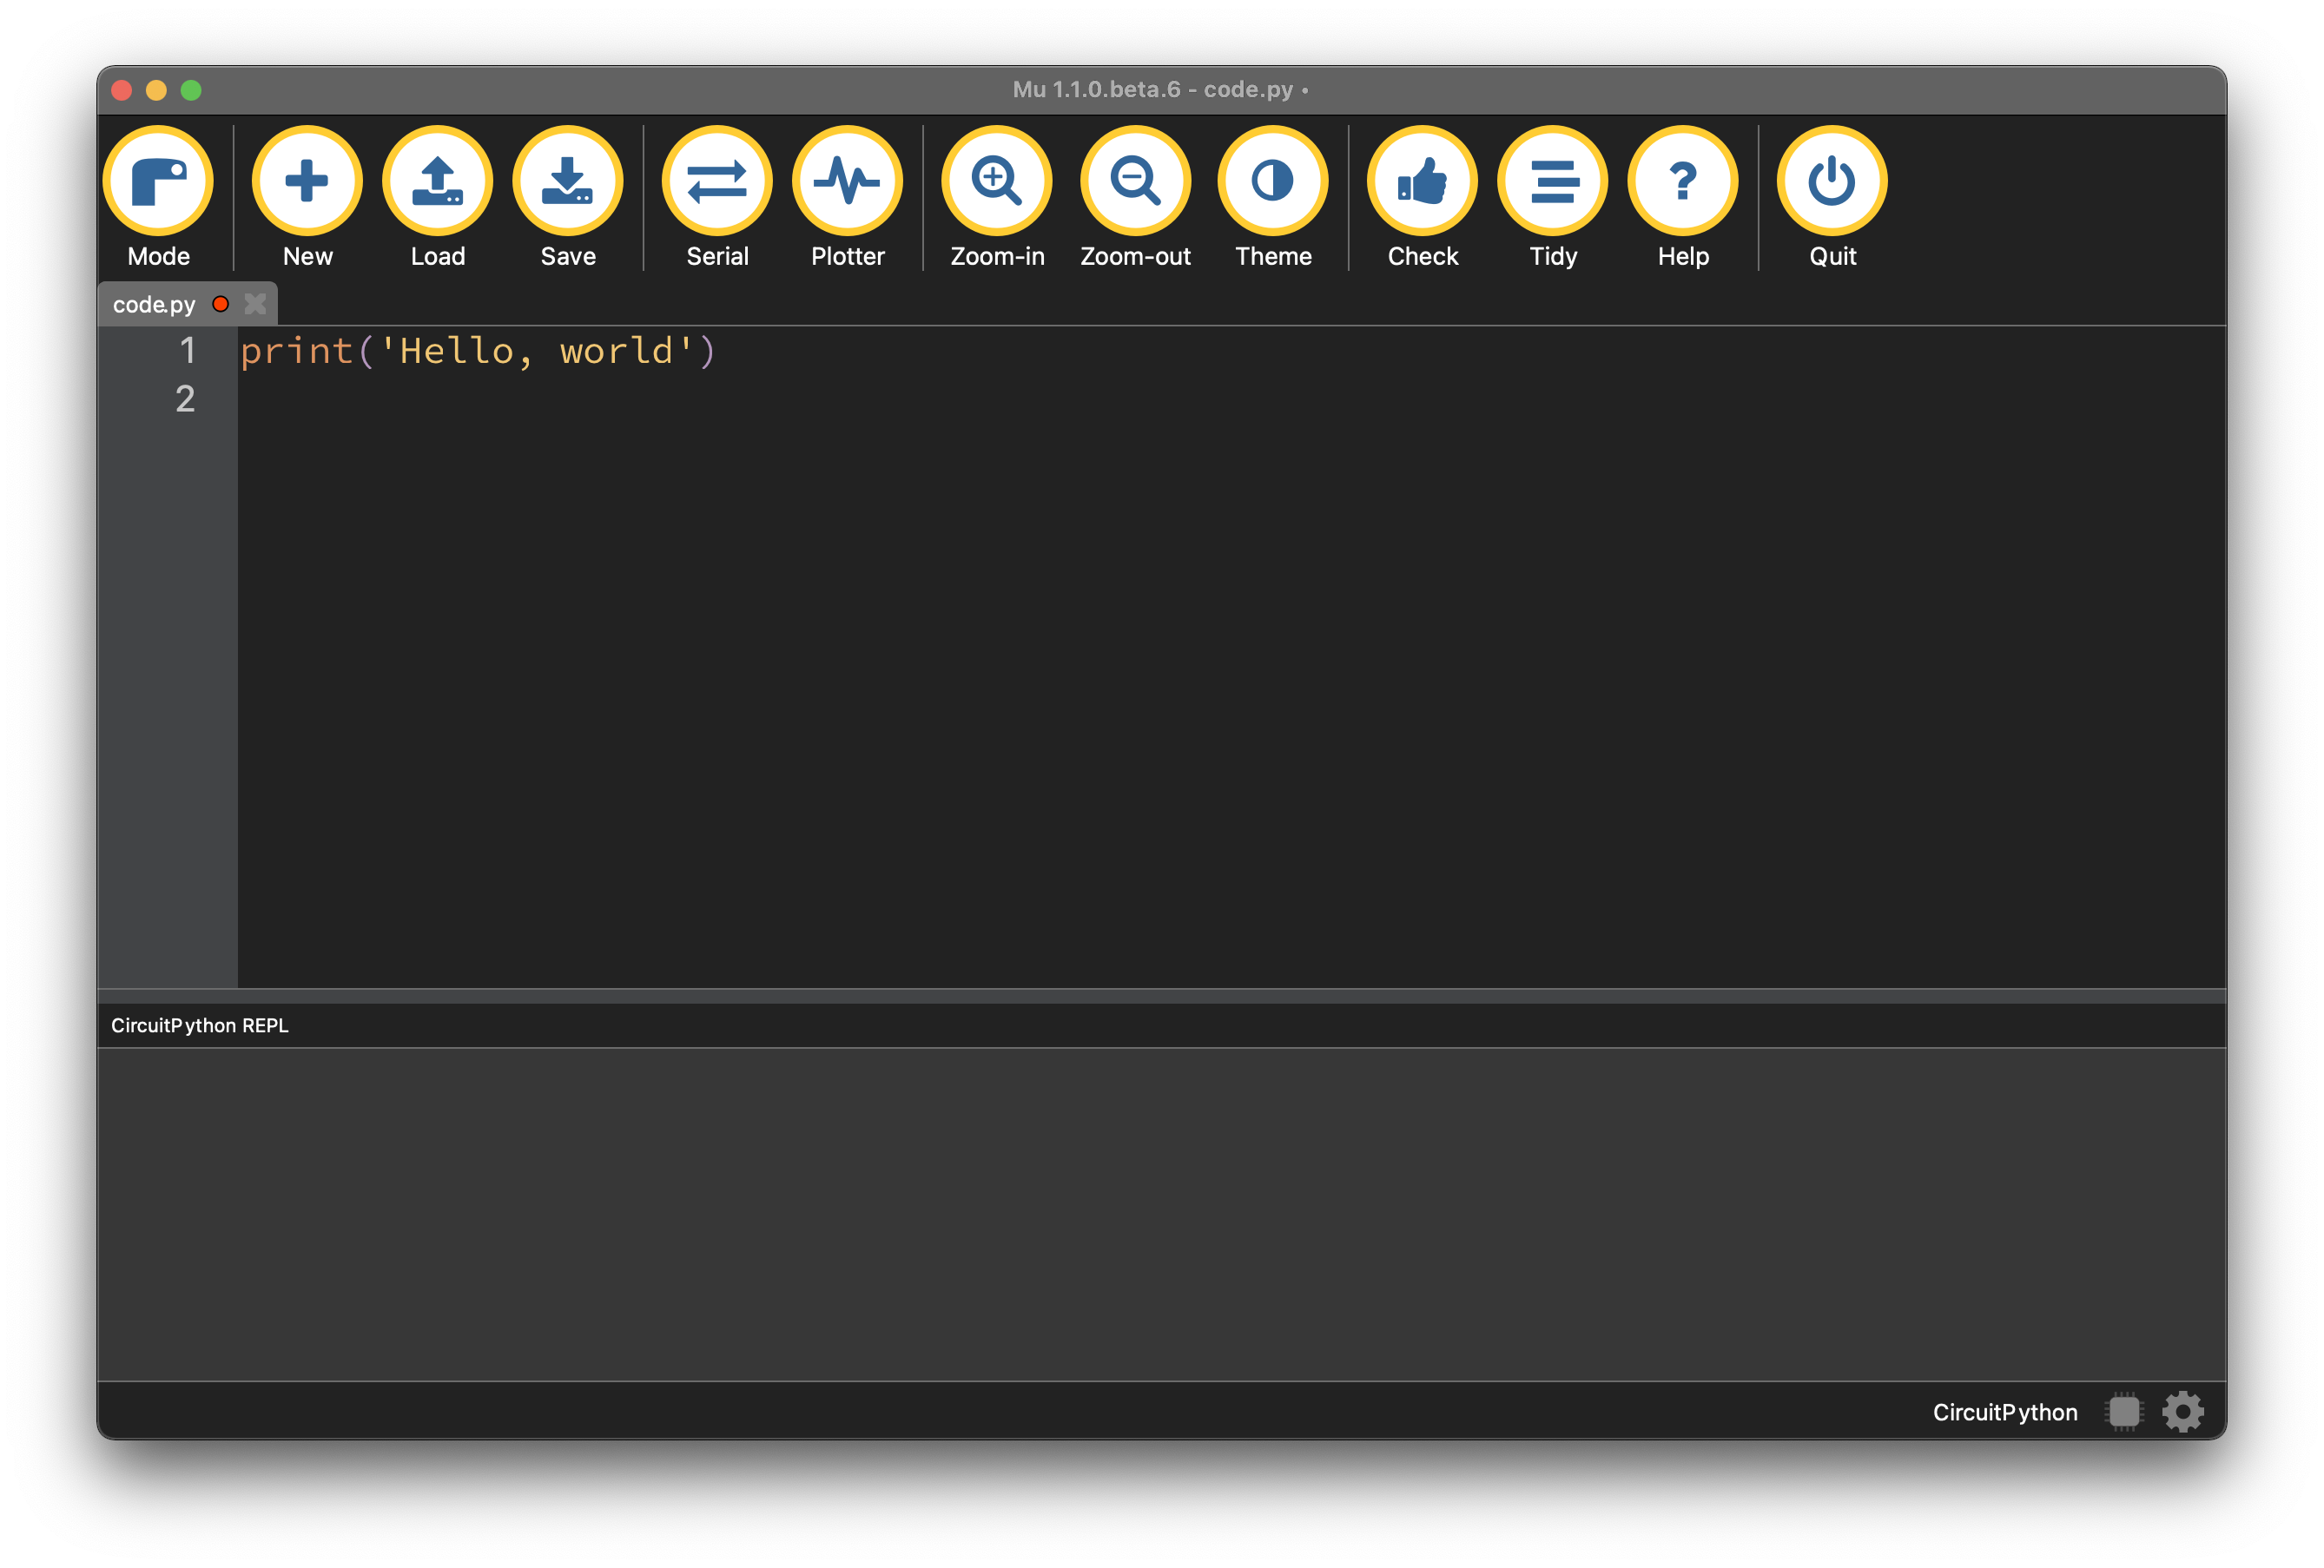 Mu 1.1.0.beta.6 - code.py •
Mode New Load Save Serial Plotter Zoom-in Zoom-out Theme Check Tidy Help Quit
code.py
1 print('Hello, world')
2
CircuitPython REPL
CircuitPython